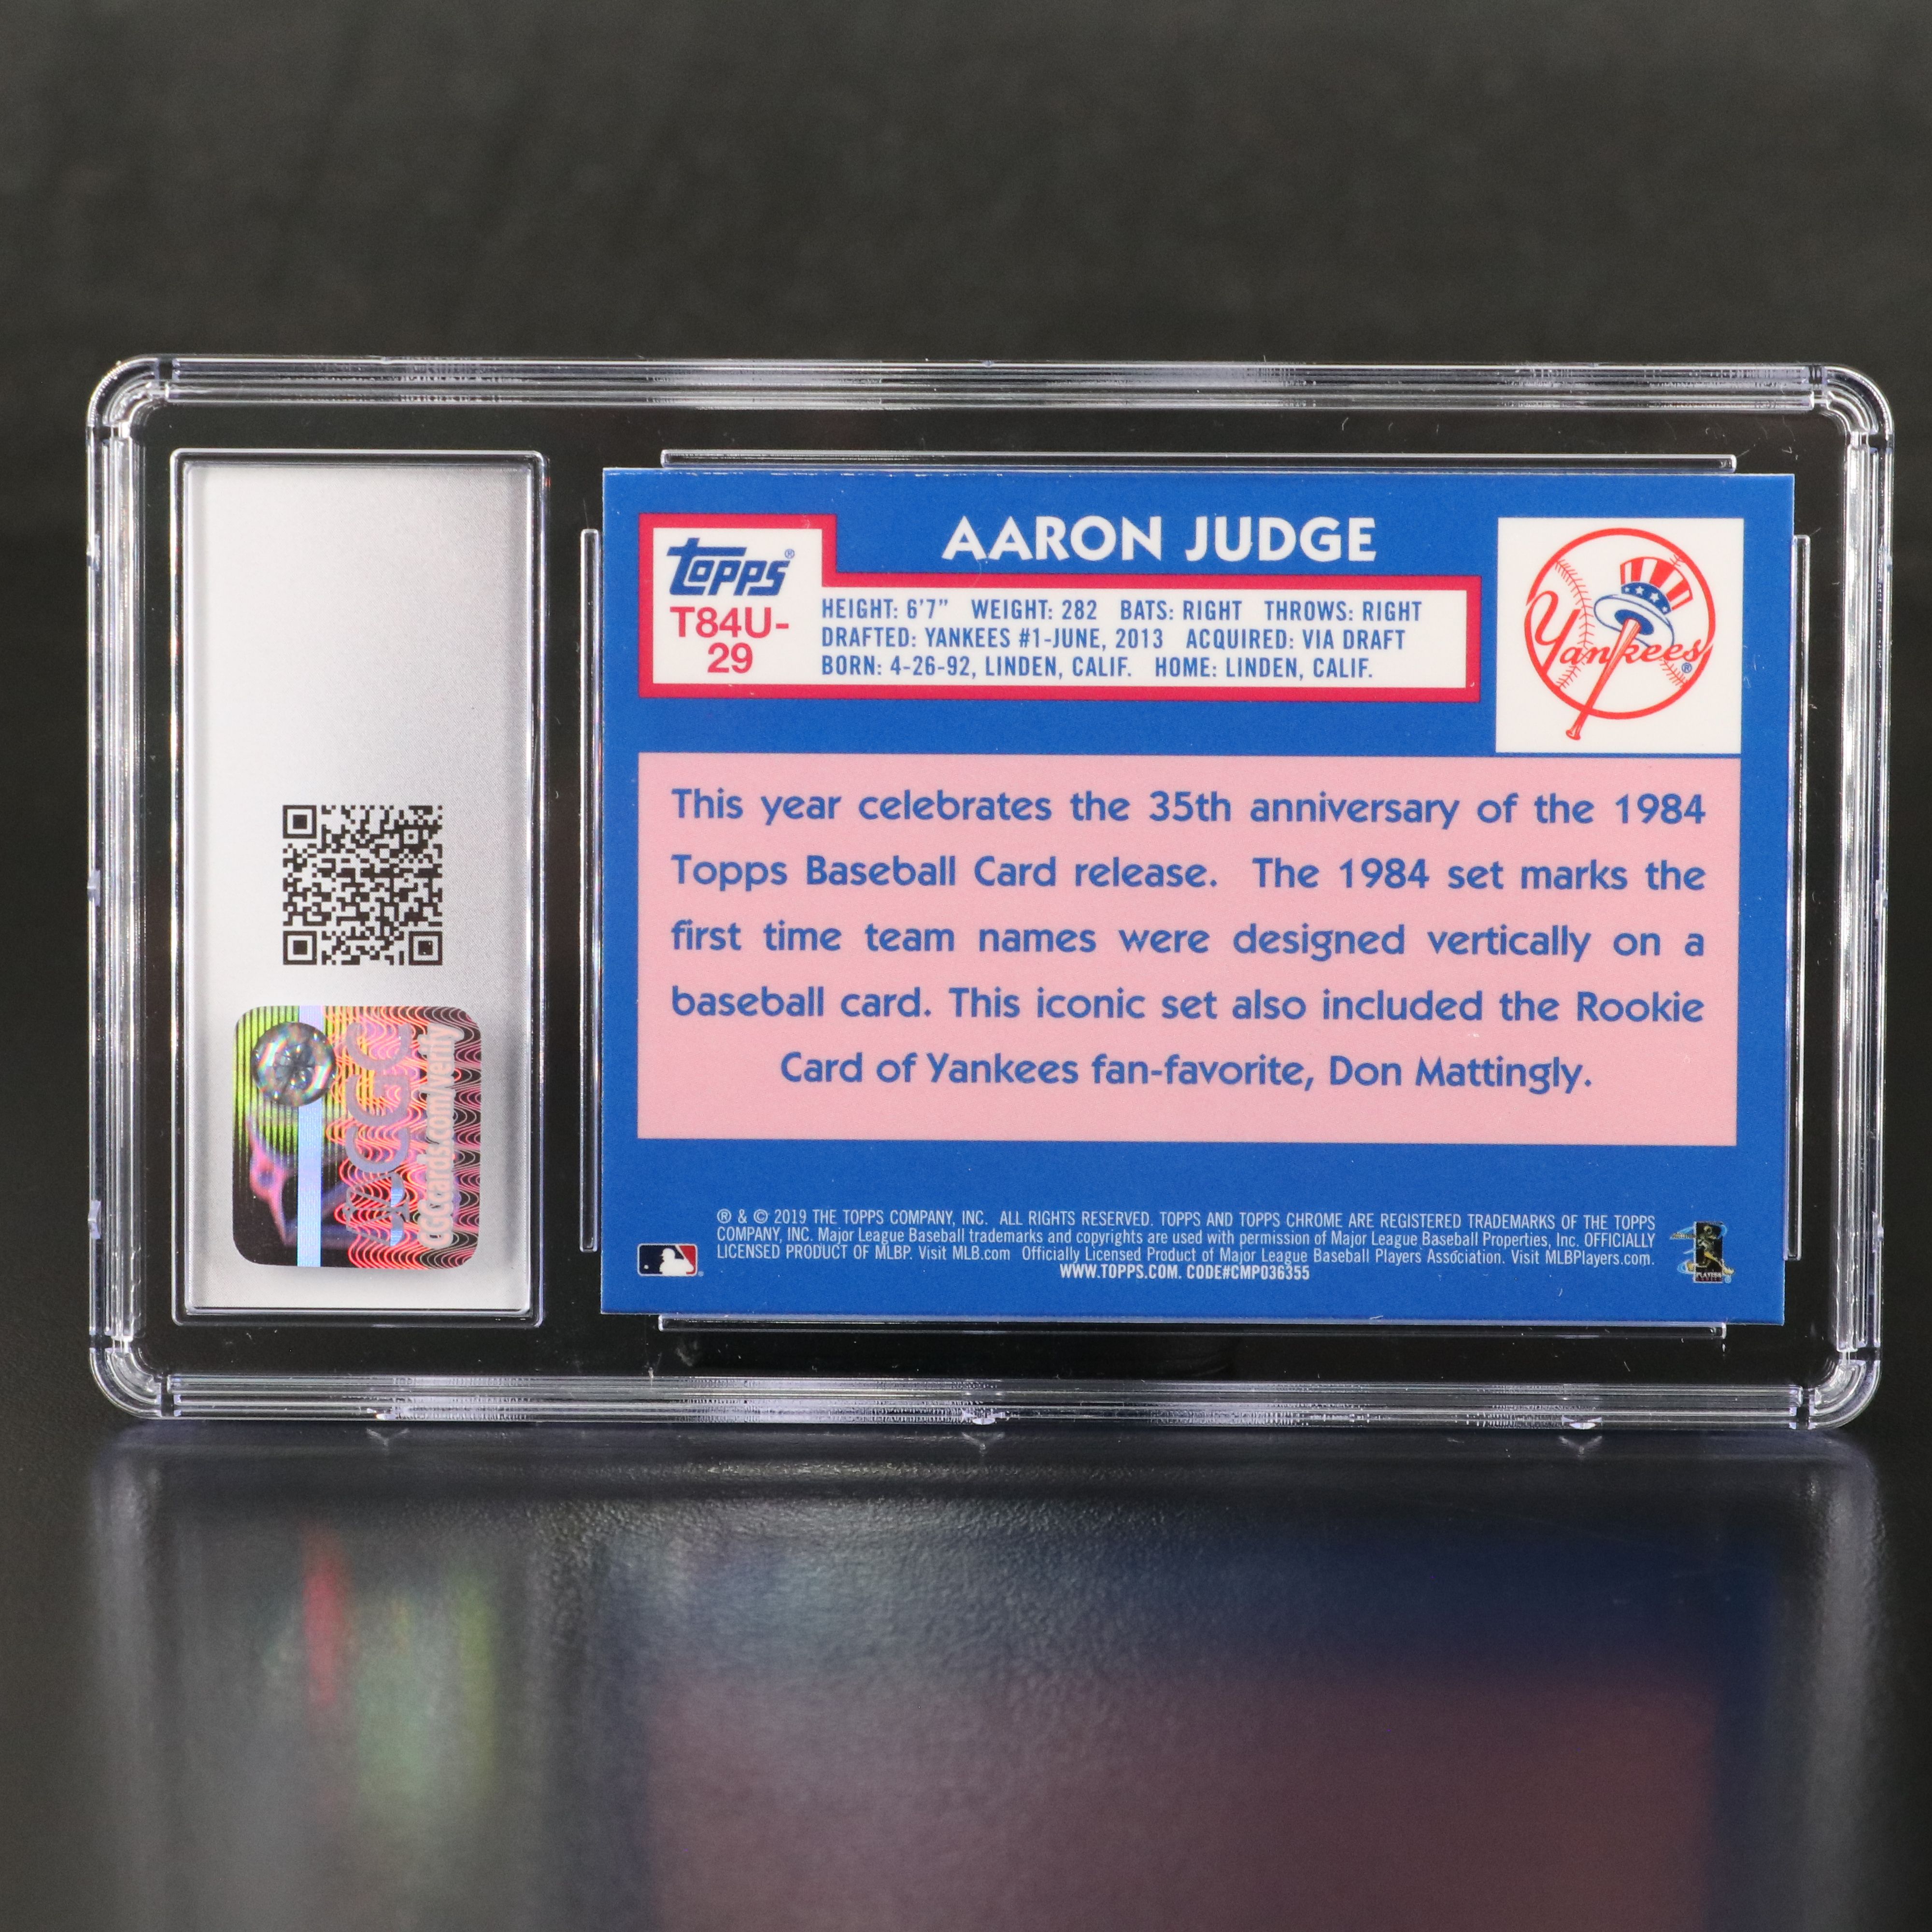 AARON JUDGE
topps®
T84U-
29
HEIGHT: 6'7" WEIGHT: 282 BATS: RIGHT THROWS: RIGHT
DRAFTED: YANKEES #1-JUNE, 2013 ACQUIRED: VIA DRAFT
BORN: 4-26-92, LINDEN, CALIF. HOME: LINDEN, CALIF.
Yankees®
This year celebrates the 35th anniversary of the 1984
Topps Baseball Card release. The 1984 set marks the
first time team names were designed vertically on a
baseball card. This iconic set also included the Rookie
Card of Yankees fan-favorite, Don Mattingly.
® & © 2019 THE TOPPS COMPANY, INC. ALL RIGHTS RESERVED. TOPPS AND TOPPS CHROME ARE REGISTERED TRADEMARKS OF THE TOPPS
COMPANY, INC. Major League Baseball trademarks and copyrights are used with permission of Major League Baseball Properties, Inc. OFFICIALLY
LICENSED PRODUCT OF MLBP. Visit MLB.com Officially Licensed Product of Major League Baseball Players Association. Visit MLBPlayers.com.
WWW.TOPPS.COM. CODE#CMP036355
PLAYERS
CGC
CGCcards.com/verify